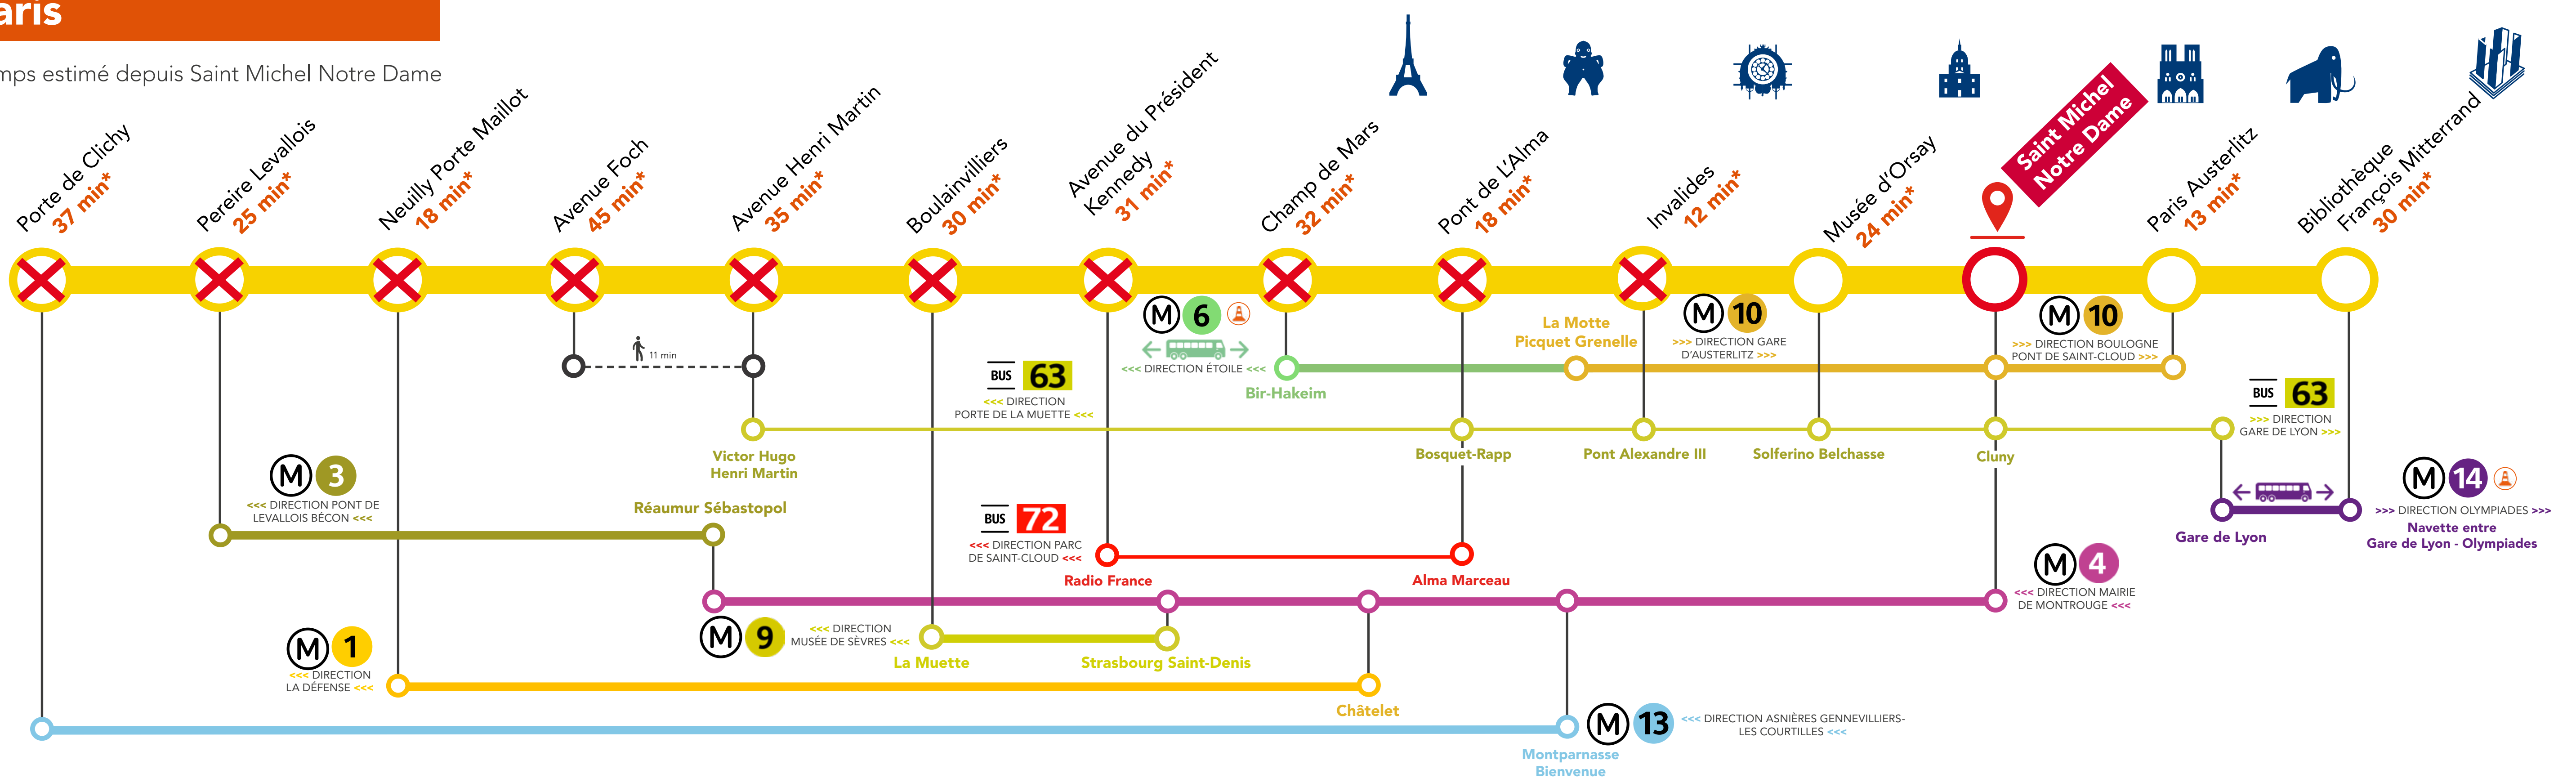 aris
mps estimé depuis Saint Michel Notre Dame
Porte de Clichy
37 min*
Pereire Levallois
25 min*
Neuilly Porte Maillot
18 min*
Avenue Foch
45 min*
Avenue Henri Martin
35 min*
Boulainvilliers
30 min*
Avenue du Président
Kennedy
31 min*
Champ de Mars
32 min*
Pont de L'Alma
18 min*
Invalides
12 min*
Musée d'Orsay
24 min*
Saint Michel
Notre Dame
Paris Austerlitz
13 min*
Bibliothèque
François Mitterrand
30 min*
M 6
<<< DIRECTION ÉTOILE <<<
Bir-Hakeim
La Motte
Picquet Grenelle
M 10
>>> DIRECTION GARE
D'AUSTERLITZ >>>
M 10
>>> DIRECTION BOULOGNE
PONT DE SAINT-CLOUD >>>
11 min
BUS 63
<<< DIRECTION
PORTE DE LA MUETTE <<<
BUS 63
>>> DIRECTION
GARE DE LYON >>>
Victor Hugo
Henri Martin
Bosquet-Rapp
Pont Alexandre III
Solferino Belchasse
Cluny
M 3
<<< DIRECTION PONT DE
LEVALLOIS BÉCON <<<
Réaumur Sébastopol
BUS 72
<<< DIRECTION PARC
DE SAINT-CLOUD <<<
Radio France
Alma Marceau
M 14
>>> DIRECTION OLYMPIADES >>>
Gare de Lyon
Navette entre
Gare de Lyon - Olympiades
M 4
<<< DIRECTION MAIRIE
DE MONTROUGE <<<
M 9
<<< DIRECTION
MUSÉE DE SÈVRES <<<
La Muette
Strasbourg Saint-Denis
M 1
<<< DIRECTION
LA DÉFENSE <<<
Châtelet
M 13
<<< DIRECTION ASNIÈRES GENNEVILLIERS-
LES COURTILLES <<<
Montparnasse
Bienvenue